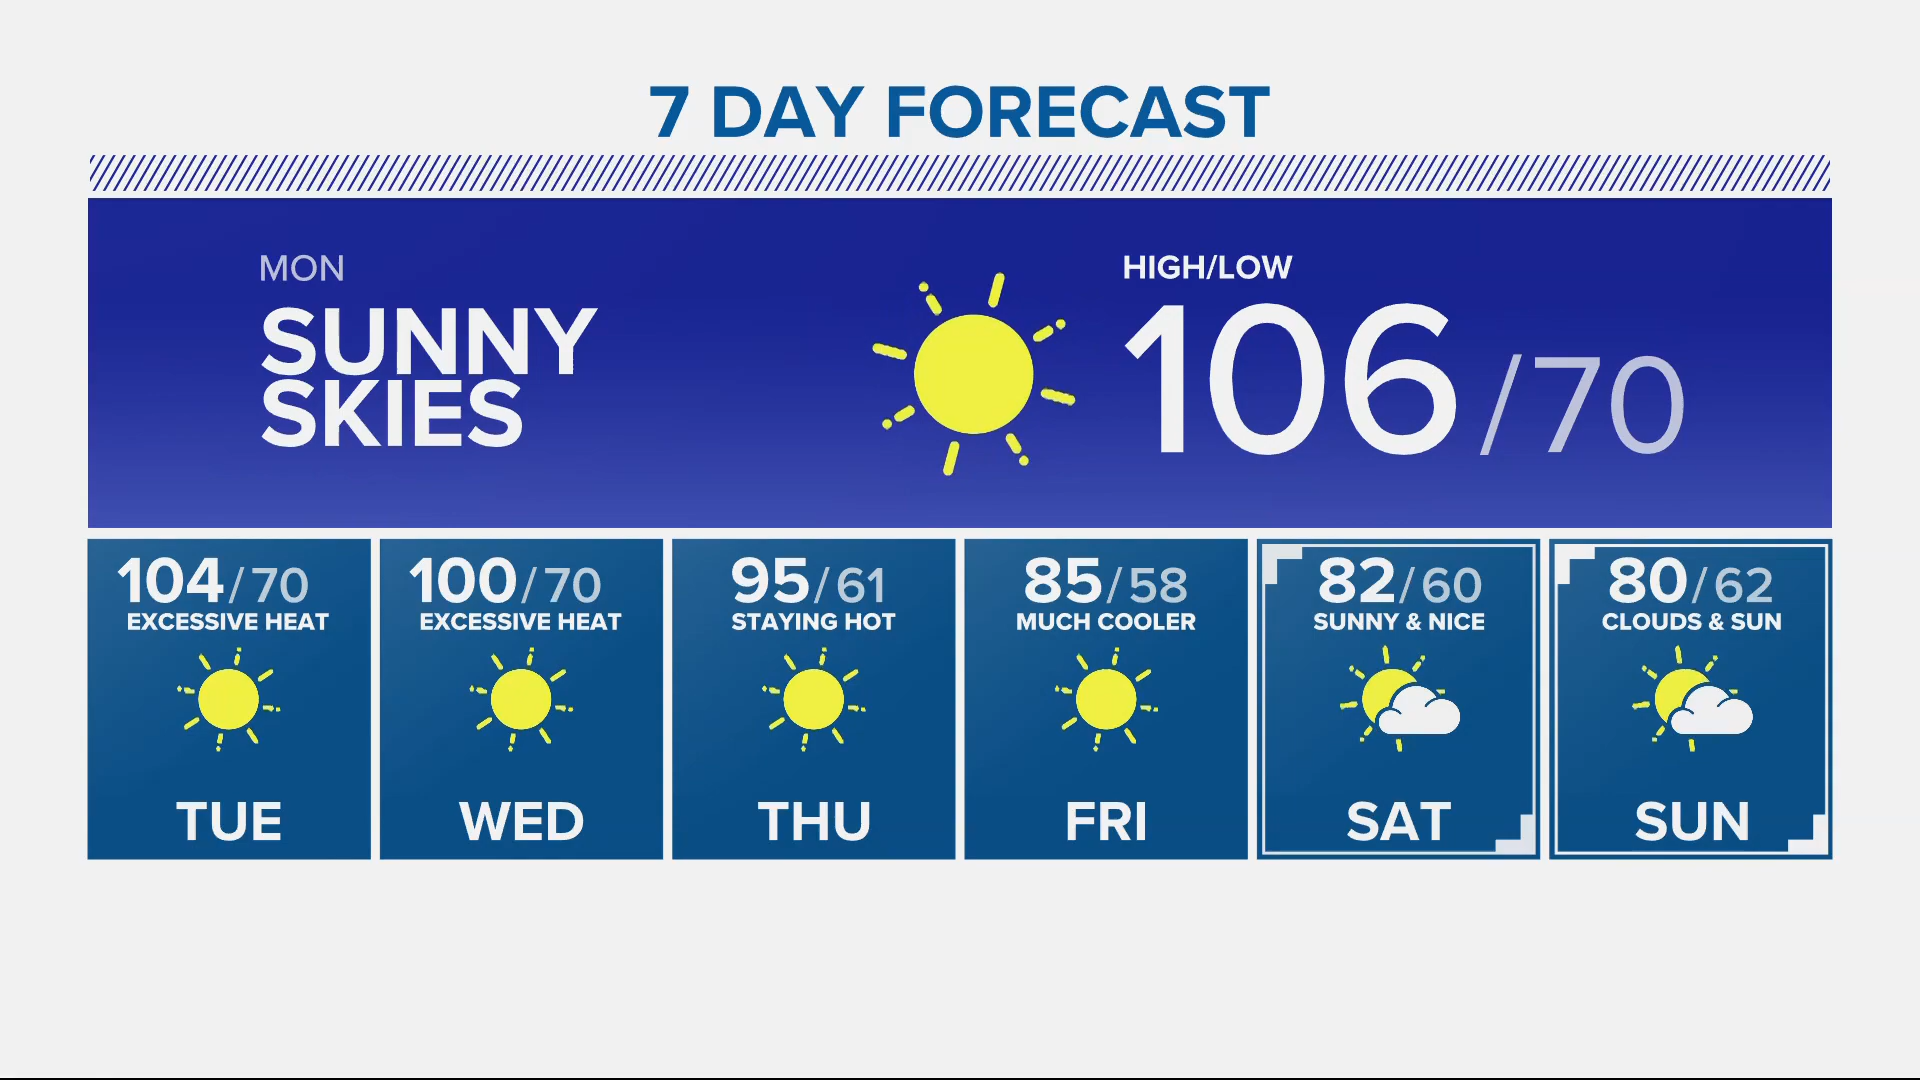 7 DAY FORECAST
MON
SUNNY
SKIES
HIGH/LOW
106/70
104/70
EXCESSIVE HEAT
TUE
100/70
EXCESSIVE HEAT
WED
95/61
STAYING HOT
THU
85/58
MUCH COOLER
FRI
82/60
SUNNY & NICE
SAT
80/62
CLOUDS & SUN
SUN